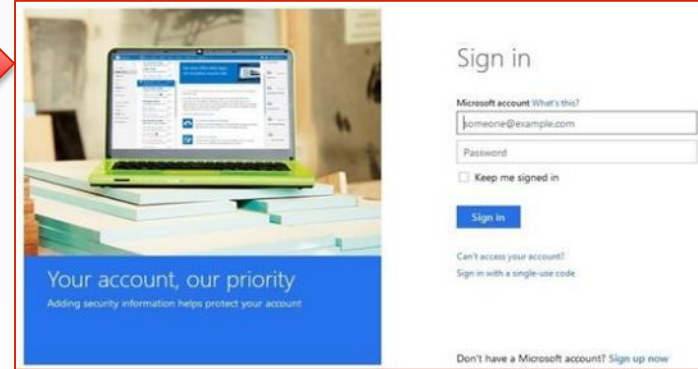 Sign in
Microsoft account What's this?
someone@example.com
Password
Keep me signed in
Sign in
Can't access your account?
Sign in with a single-use code
Your account, our priority
Adding security information helps protect your account
Don't have a Microsoft account? Sign up now